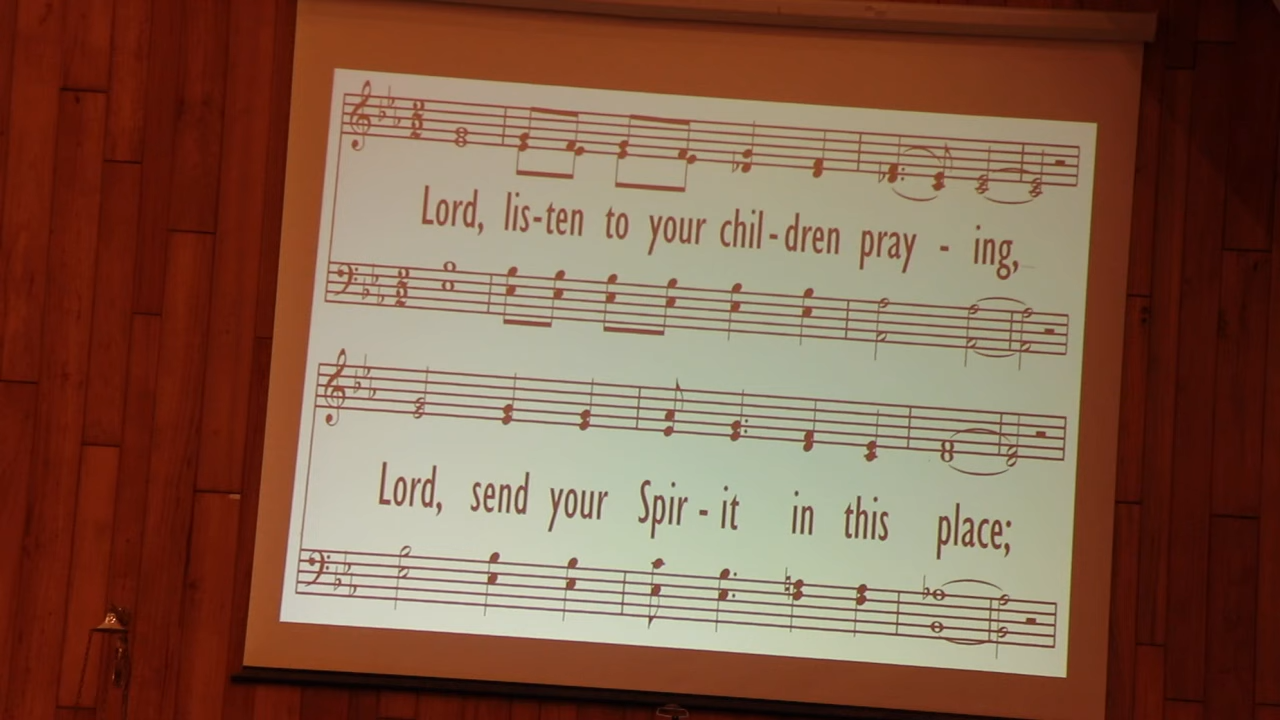 Lord, lis-ten to your chil-dren pray - ing,
Lord, send your Spir - it in this place;